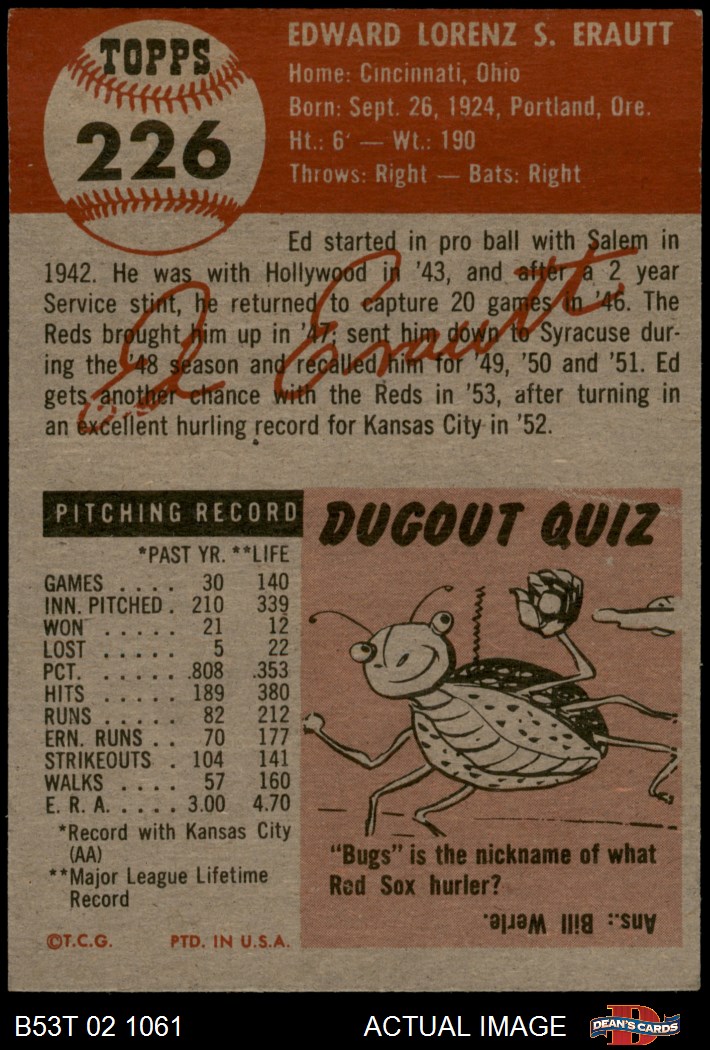 TOPPS
226
EDWARD LORENZ S. ERAUTT
Home: Cincinnati, Ohio
Born: Sept. 26, 1924, Portland, Ore.
Ht.: 6' — Wt.: 190
Throws: Right — Bats: Right
Ed started in pro ball with Salem in
1942. He was with Hollywood in '43, and after a 2 year
Service stint, he returned to capture 20 games in '46. The
Reds brought him up in '47; sent him down to Syracuse dur-
ing the '48 season and recalled him for '49, '50 and '51. Ed
gets another chance with the Reds in '53, after turning in
an excellent hurling record for Kansas City in '52.
Ed Erautt
PITCHING RECORD
*PAST YR. **LIFE
GAMES . . . . 30 140
INN. PITCHED . 210 339
WON . . . . . 21 12
LOST . . . . . 5 22
PCT. . . . . . .808 .353
HITS . . . . . 189 380
RUNS . . . . . 82 212
ERN. RUNS . . 70 177
STRIKEOUTS . 104 141
WALKS . . . . 57 160
E. R. A. . . . . 3.00 4.70
*Record with Kansas City
(AA)
**Major League Lifetime
Record
©T.C.G. PTD. IN U.S.A.
DUGOUT QUIZ
"Bugs" is the nickname of what
Red Sox hurler?
Ans.: Bill Werle.
B53T 02 1061 ACTUAL IMAGE DEAN'S CARDS